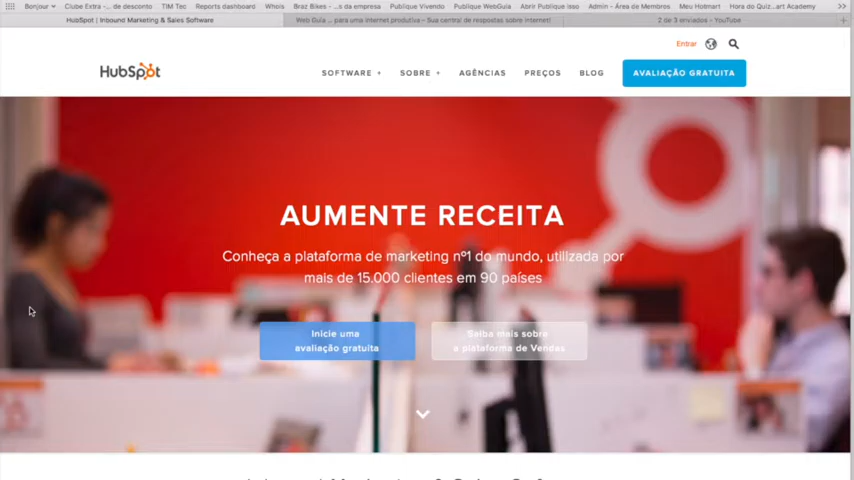 Bonjour Clube Extra -... de desconto TIM Tec Reports dashboard Whois Braz Bikes - ...s da empresa Publique Vivendo Publique WebGuia Abrir Publique Isso Admin - Área de Membros Meu Hotmart Hora do Quiz...art Academy
HubSpot | Inbound Marketing & Sales Software Web Guia ... para uma internet produtiva – Sua central de respostas sobre internet! 2 de 3 enviados – YouTube
Entrar
HubSpot SOFTWARE + SOBRE + AGÊNCIAS PREÇOS BLOG AVALIAÇÃO GRATUITA
AUMENTE RECEITA
Conheça a plataforma de marketing nº1 do mundo, utilizada por
mais de 15.000 clientes em 90 países
Inicie uma
avaliação gratuita
Saiba mais sobre
a plataforma de Vendas